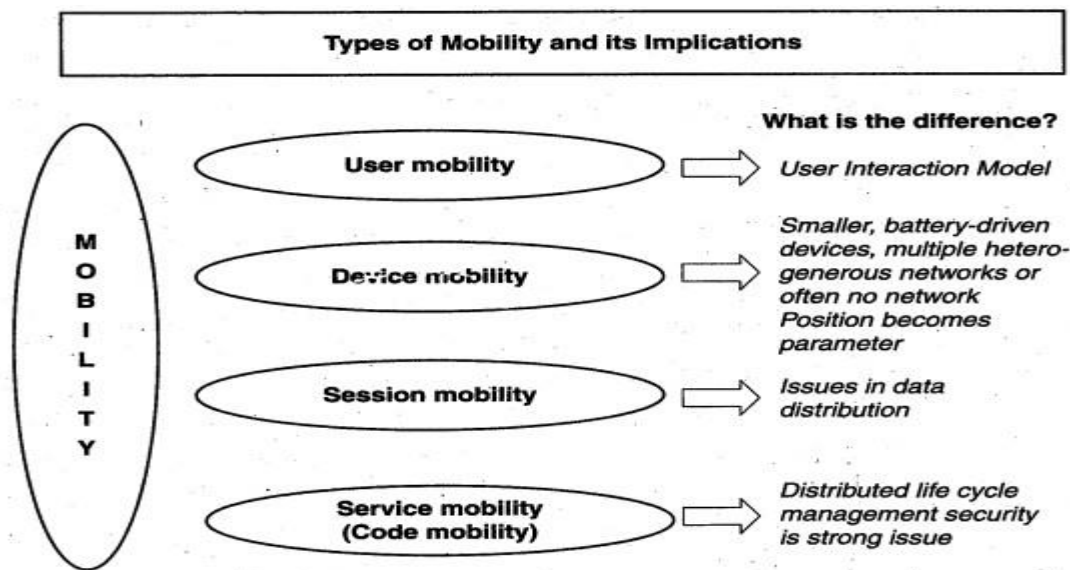 Types of Mobility and its Implications
What is the difference?
MOBILITY
User mobility
User Interaction Model
Device mobility
Smaller, battery-driven
devices, multiple hetero-
generous networks or
often no network
Position becomes
parameter
Session mobility
Issues in data
distribution
Service mobility
(Code mobility)
Distributed life cycle
management security
is strong issue